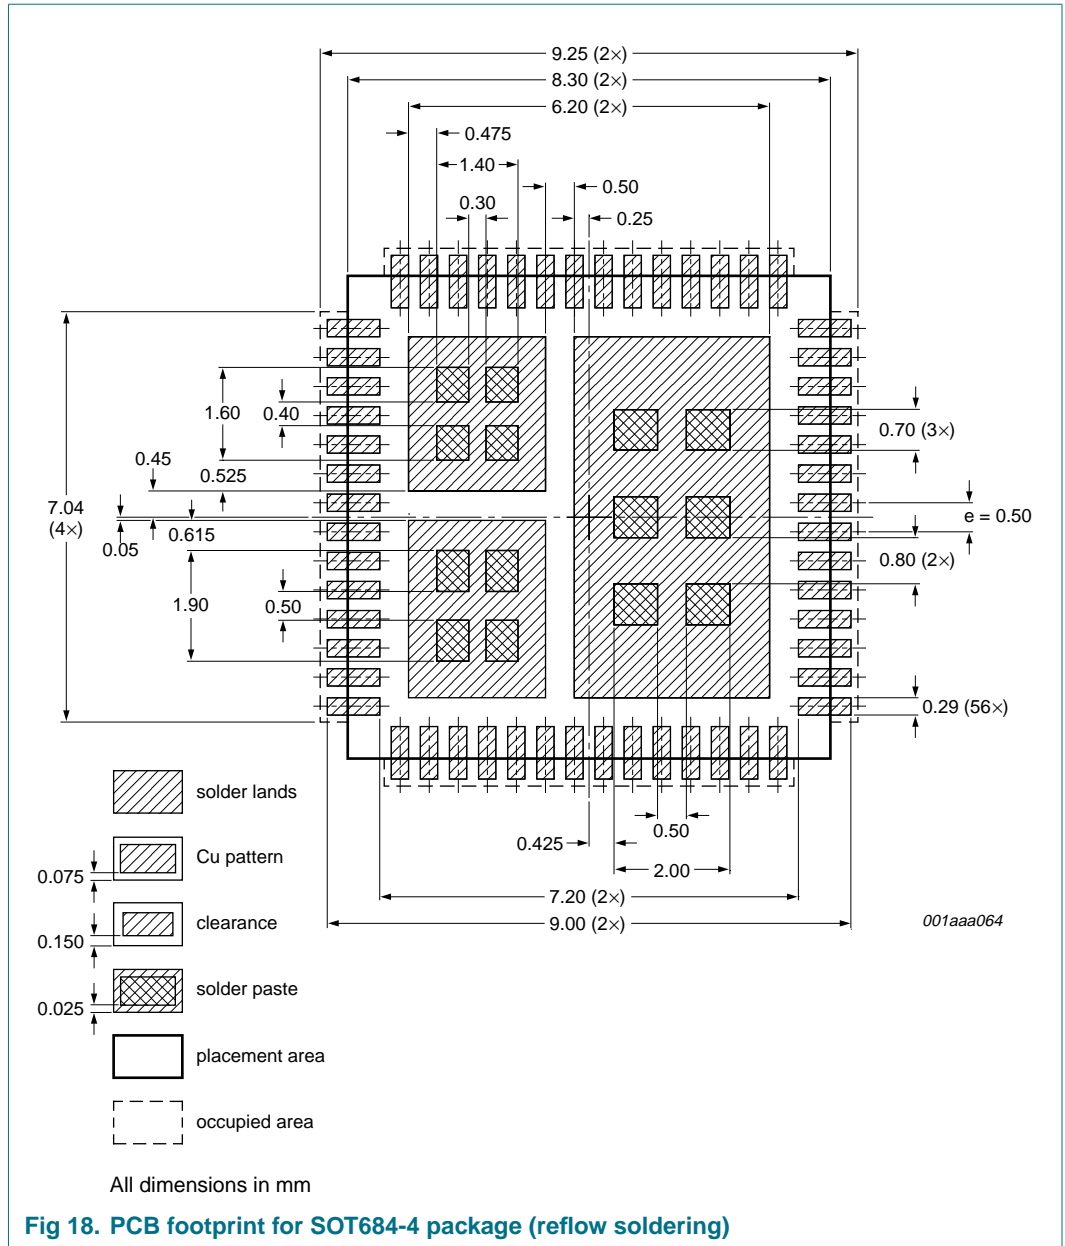 9.25 (2×)
8.30 (2×)
6.20 (2×)
0.475
1.40
0.50
0.30
0.25
1.60
0.40
0.70 (3×)
0.45
0.525
7.04
(4×)
e = 0.50
0.615
0.05
0.80 (2×)
1.90
0.50
0.29 (56×)
solder lands
0.425
0.50
Cu pattern
2.00
0.075
7.20 (2×)
clearance
9.00 (2×)
001aaa064
0.150
solder paste
0.025
placement area
occupied area
All dimensions in mm
Fig 18. PCB footprint for SOT684-4 package (reflow soldering)